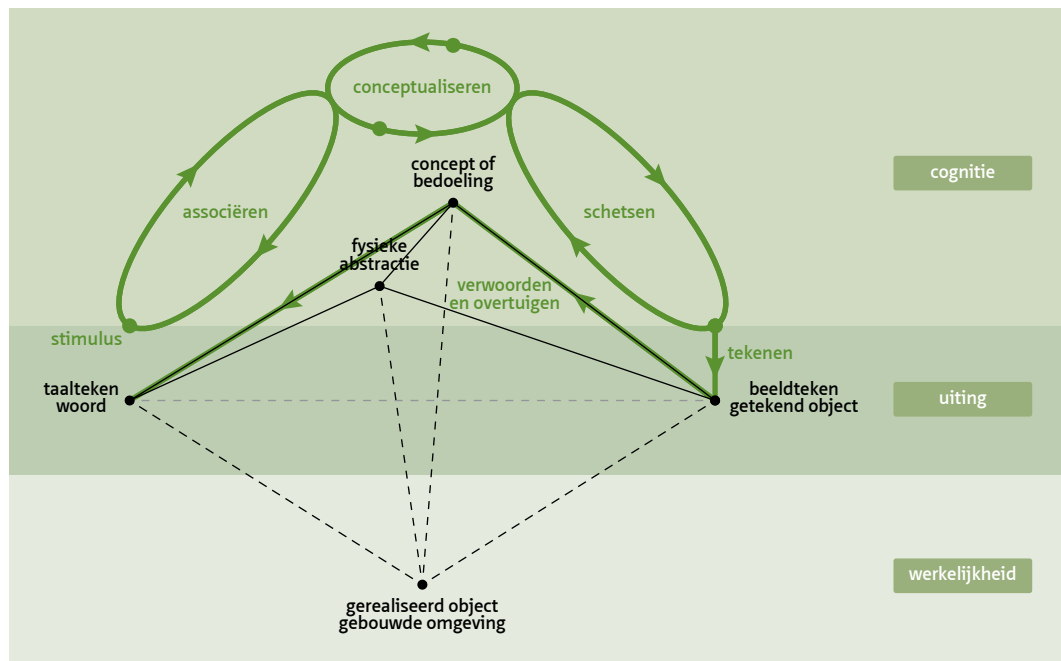 conceptualiseren
concept of
bedoeling
cognitie
associëren
schetsen
fysieke
abstractie
verwoorden
en overtuigen
stimulus
tekenen
taalteken
woord
beeldteken
getekend object
uiting
werkelijkheid
gerealiseerd object
gebouwde omgeving